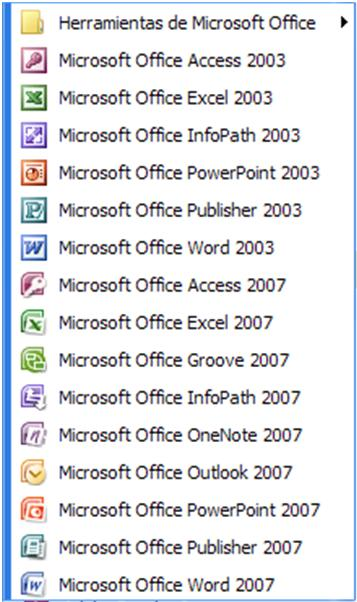 Herramientas de Microsoft Office
Microsoft Office Access 2003
Microsoft Office Excel 2003
Microsoft Office InfoPath 2003
Microsoft Office PowerPoint 2003
Microsoft Office Publisher 2003
Microsoft Office Word 2003
Microsoft Office Access 2007
Microsoft Office Excel 2007
Microsoft Office Groove 2007
Microsoft Office InfoPath 2007
Microsoft Office OneNote 2007
Microsoft Office Outlook 2007
Microsoft Office PowerPoint 2007
Microsoft Office Publisher 2007
Microsoft Office Word 2007